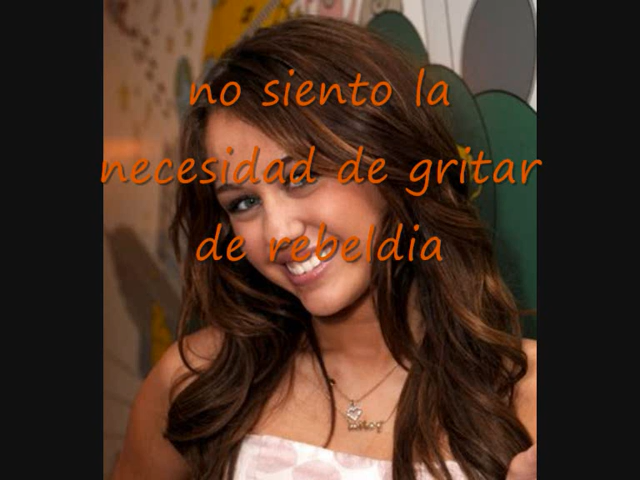 no siento la
necesidad de gritar
de rebeldia